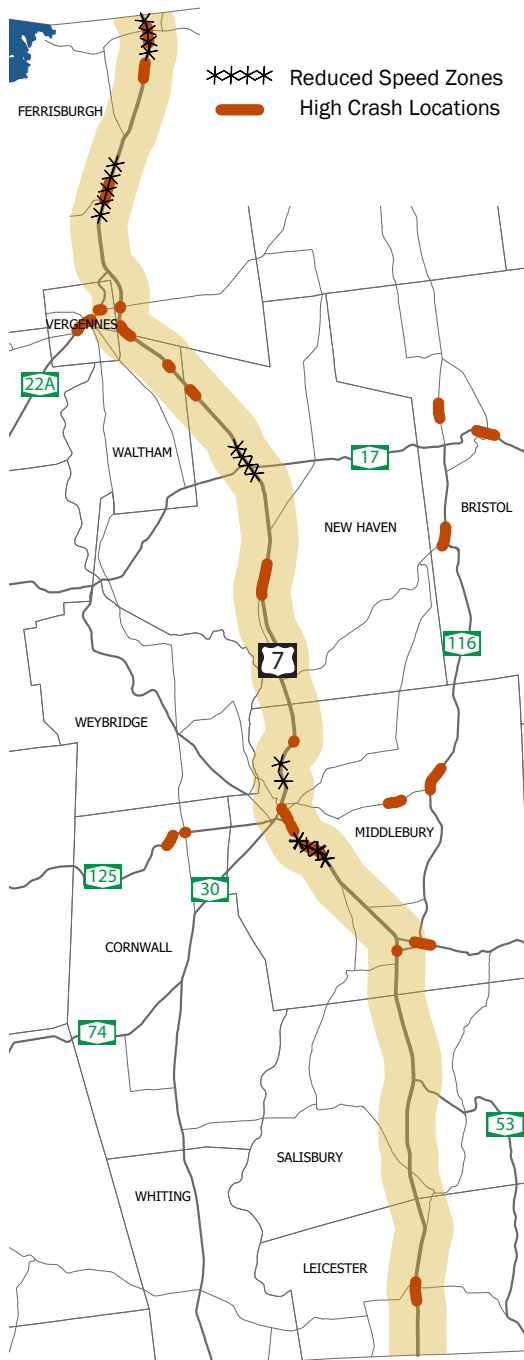 Reduced Speed Zones
High Crash Locations
FERRISBURGH
VERGENNES
22A
WALTHAM
17
BRISTOL
NEW HAVEN
116
7
WEYBRIDGE
MIDDLEBURY
125
30
CORNWALL
74
53
SALISBURY
WHITING
LEICESTER